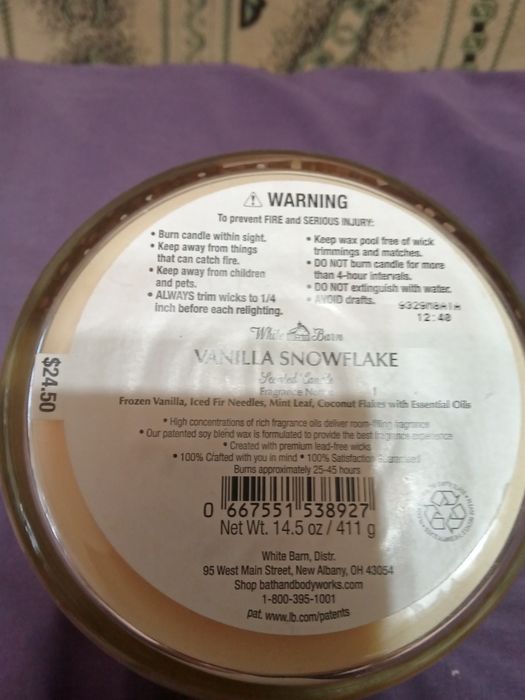 WARNING
To prevent FIRE and SERIOUS INJURY:
• Burn candle within sight.
• Keep away from things
that can catch fire.
• Keep away from children
and pets.
• ALWAYS trim wicks to 1/4
inch before each relighting.
• Keep wax pool free of wick
trimmings and matches.
• DO NOT burn candle for more
than 4-hour intervals.
• DO NOT extinguish with water.
• AVOID drafts.
9329M8A1A
12:48
White Barn
VANILLA SNOWFLAKE
Scented Candle
Fragrance Notes
Frozen Vanilla, Iced Fir Needles, Mint Leaf, Coconut Flakes with Essential Oils
• High concentrations of rich fragrance oils deliver room-filling fragrance
• Our patented soy blend wax is formulated to provide the best fragrance experience
• Created with premium lead-free wicks
• 100% Crafted with you in mind • 100% Satisfaction Guaranteed
Burns approximately 25-45 hours
0 667551 538927
Net Wt. 14.5 oz / 411 g
White Barn, Distr.
95 West Main Street, New Albany, OH 43054
Shop bathandbodyworks.com
1-800-395-1001
pat. www.lb.com/patents
$24.50